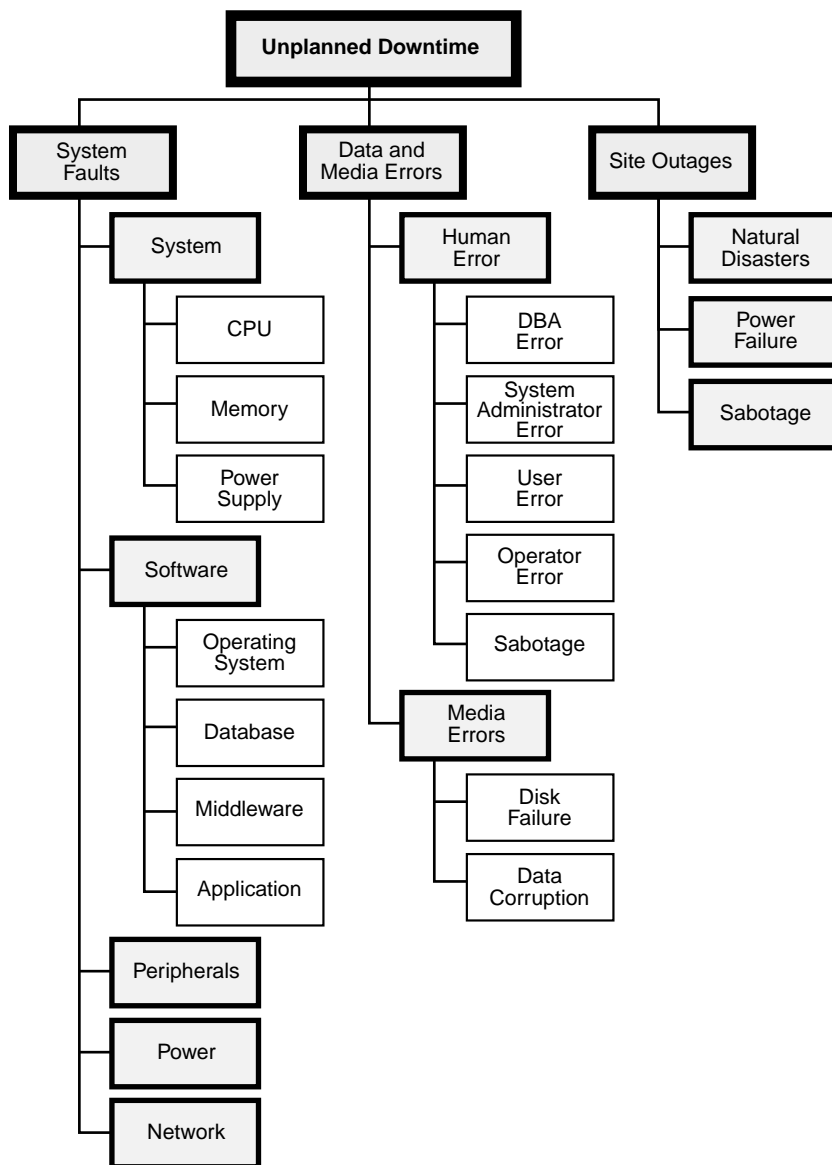 Unplanned Downtime
System
Faults
System
CPU
Memory
Power
Supply
Software
Operating
System
Database
Middleware
Application
Peripherals
Power
Network
Data and
Media Errors
Human
Error
DBA
Error
System
Administrator
Error
User
Error
Operator
Error
Sabotage
Media
Errors
Disk
Failure
Data
Corruption
Site Outages
Natural
Disasters
Power
Failure
Sabotage